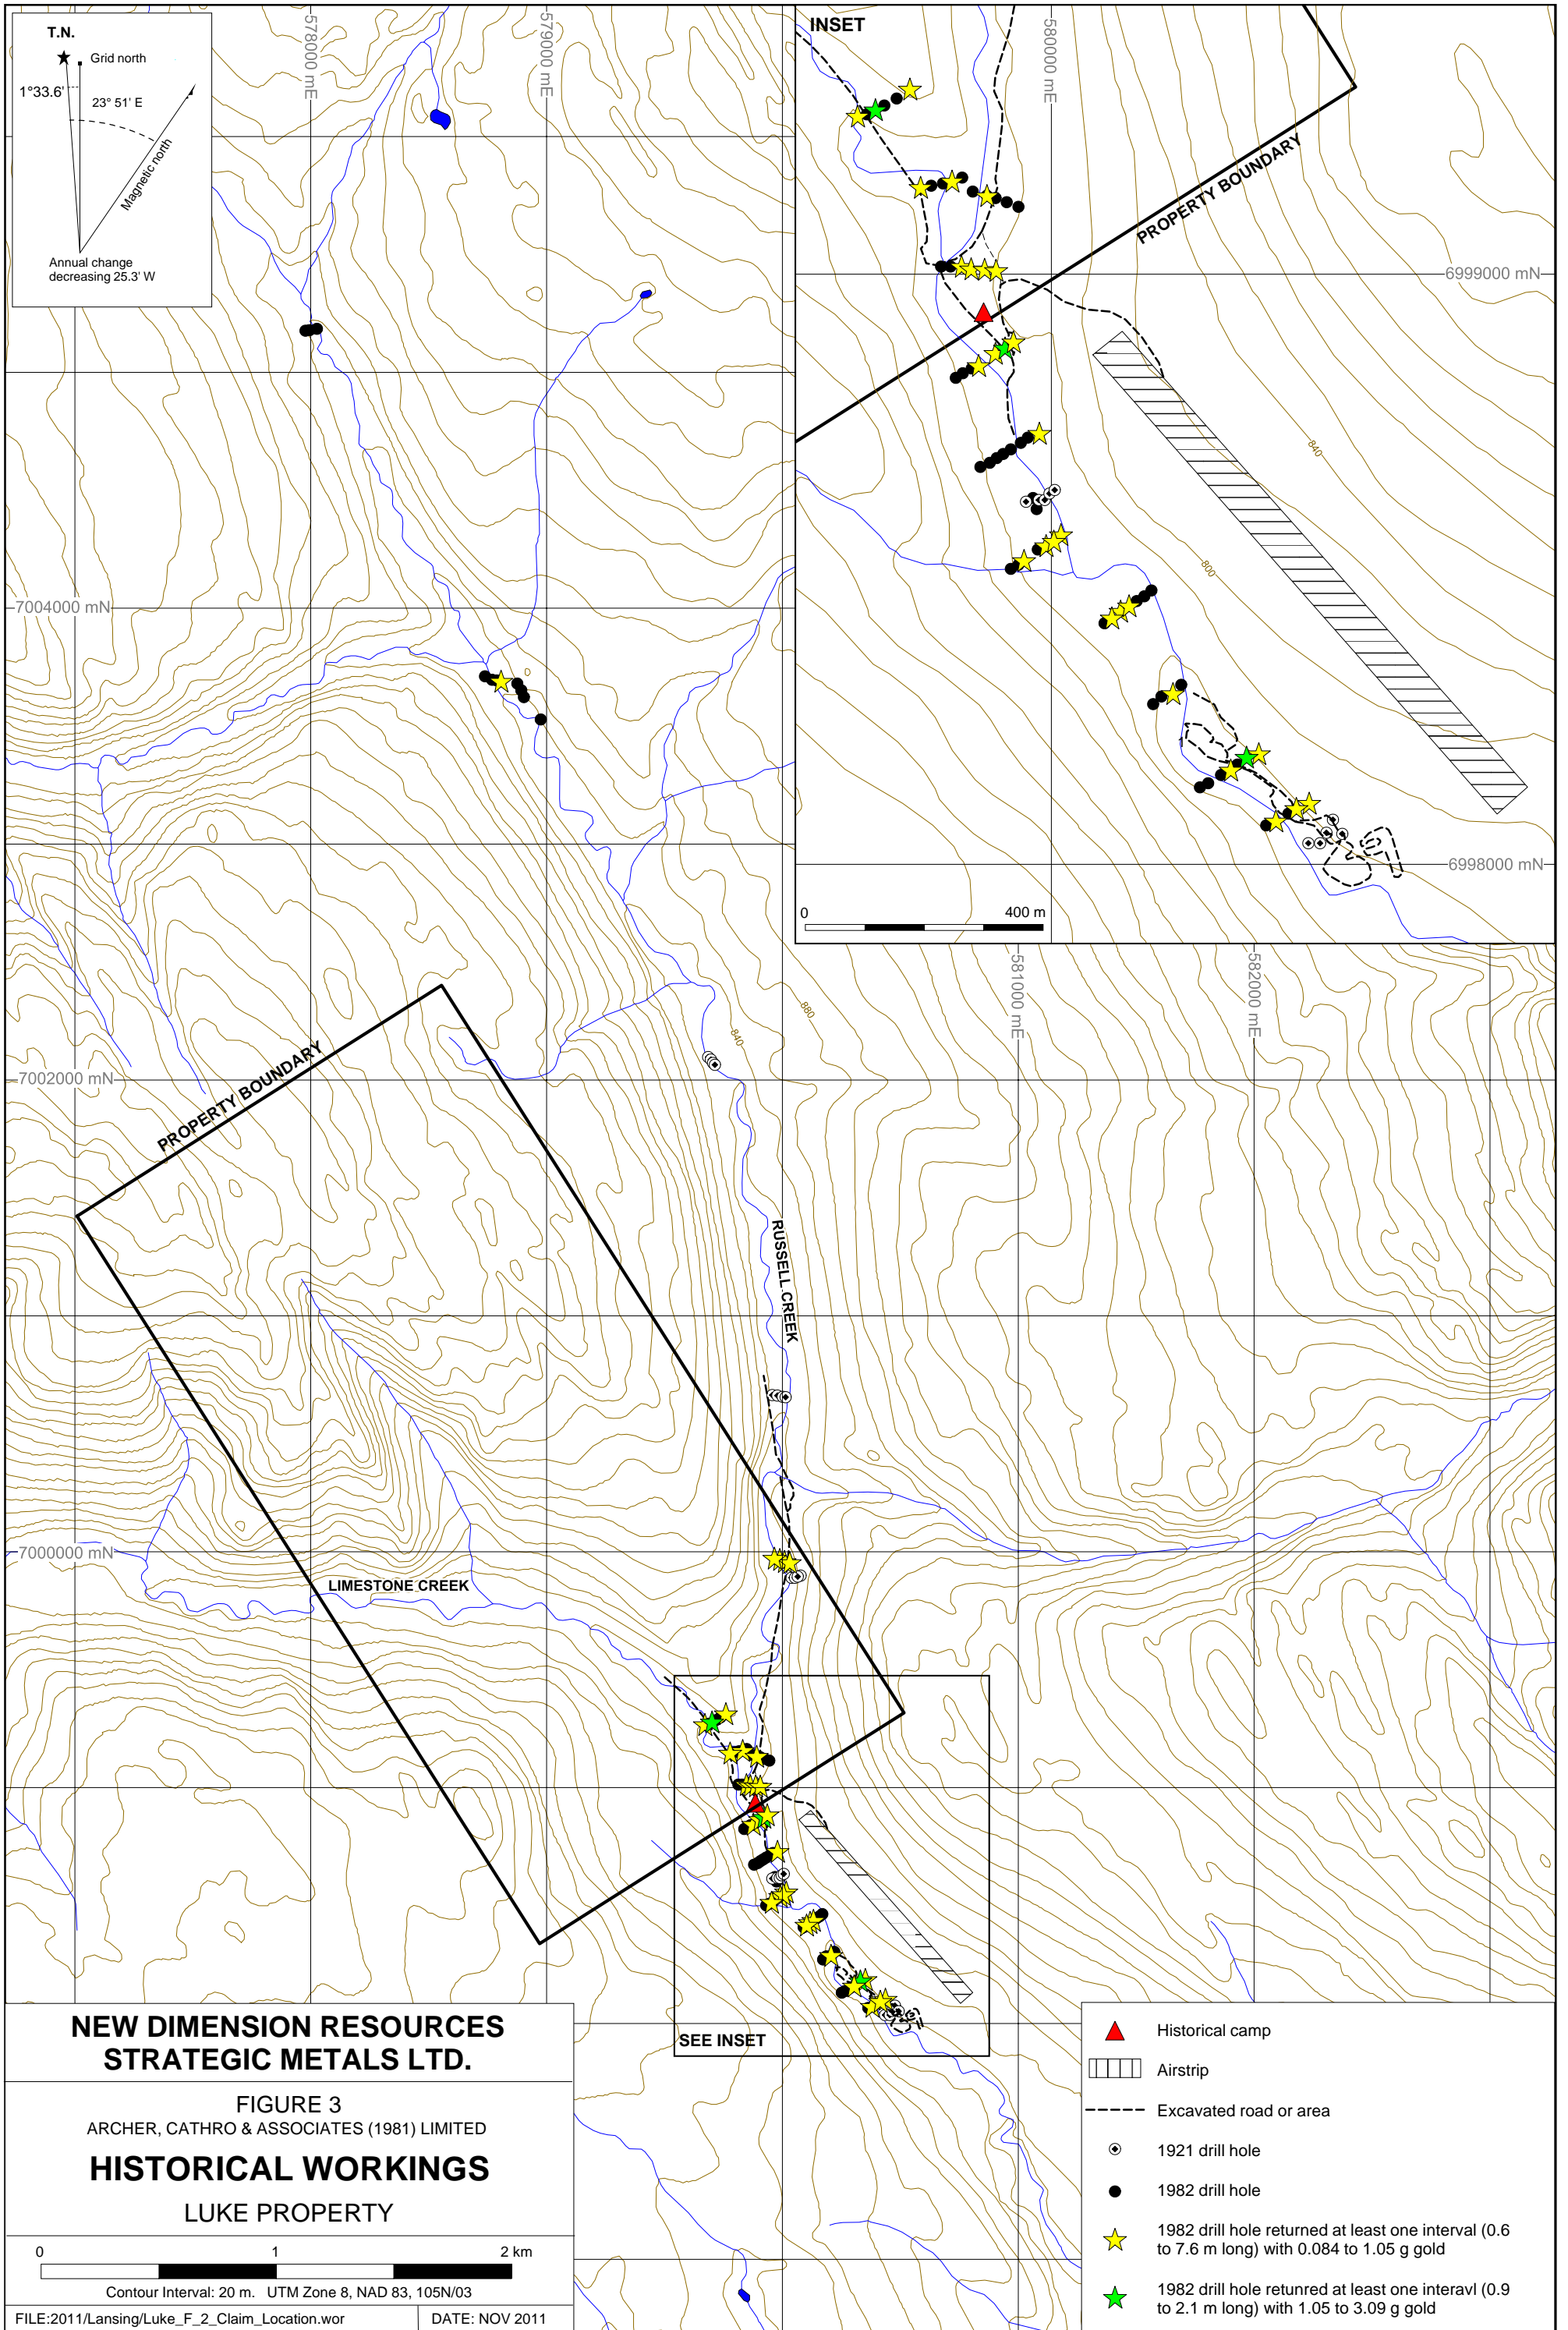 T.N.
Grid north
1°33.6'
23° 51' E
Magnetic north
Annual change
decreasing 25.3' W
578000 mE
579000 mE
INSET
580000 mE
PROPERTY BOUNDARY
6999000 mN
840
800
6998000 mN
0
400 m
7004000 mN
581000 mE
582000 mE
880
840
PROPERTY BOUNDARY
7002000 mN
RUSSELL CREEK
7000000 mN
LIMESTONE CREEK
SEE INSET
NEW DIMENSION RESOURCES
STRATEGIC METALS LTD.
FIGURE 3
ARCHER, CATHRO & ASSOCIATES (1981) LIMITED
HISTORICAL WORKINGS
LUKE PROPERTY
0 1 2 km
Contour Interval: 20 m. UTM Zone 8, NAD 83, 105N/03
FILE:2011/Lansing/Luke_F_2_Claim_Location.wor
DATE: NOV 2011
Historical camp
Airstrip
Excavated road or area
1921 drill hole
1982 drill hole
1982 drill hole returned at least one interval (0.6
to 7.6 m long) with 0.084 to 1.05 g gold
1982 drill hole retunred at least one interavl (0.9
to 2.1 m long) with 1.05 to 3.09 g gold